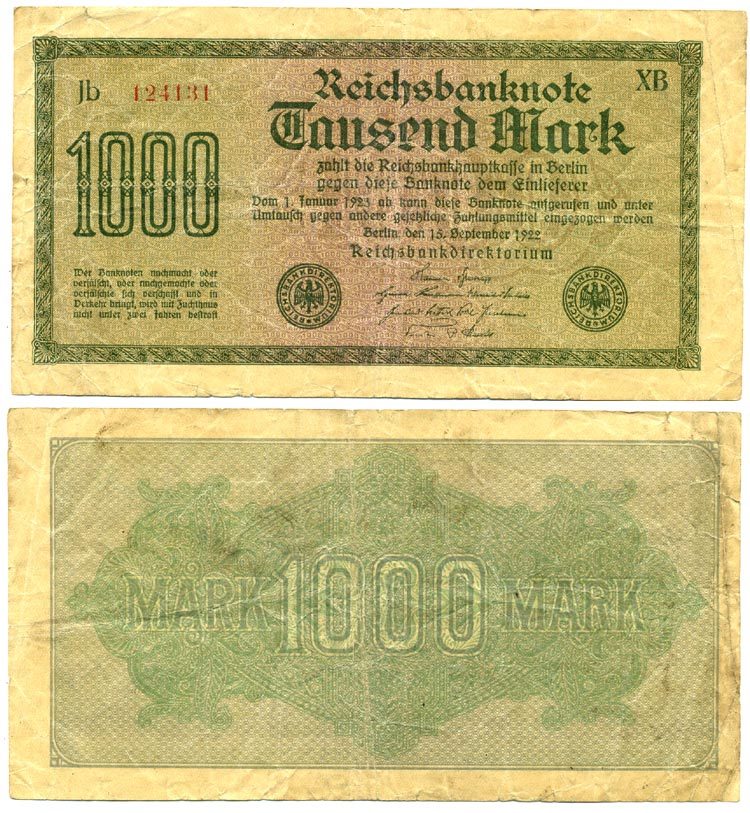 Jb 124131
XB
Reichsbanknote
Tausend Mark
1000
zahlt die Reichsbankhauptkasse in Berlin
gegen diese Banknote dem Einlieferer
Vom 1. Januar 1923 ab kann diese Banknote aufgerufen und unter
Umtausch gegen andere gesetzliche Zahlungsmittel eingezogen werden
Berlin, den 15. September 1922
Reichsbankdirektorium
Wer Banknoten nachmacht oder
verfälscht, oder nachgemachte oder
verfälschte sich verschafft und in
Verkehr bringt, wird mit Zuchthaus
nicht unter zwei Jahren bestraft
REICHSBANKDIREKTORIUM
REICHSBANKDIREKTORIUM
MARK 1000 MARK